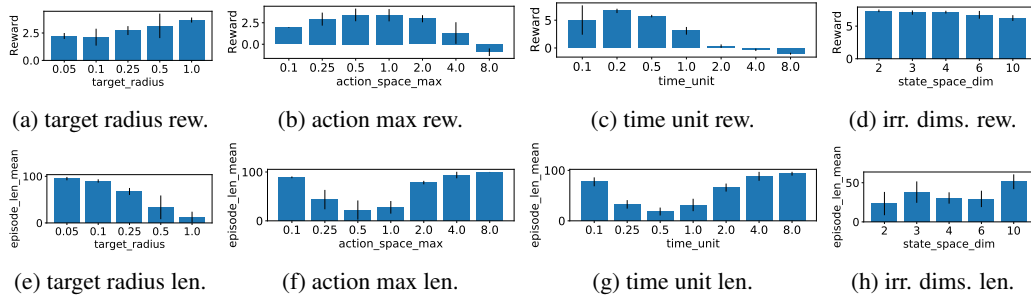 Reward
2.5
0.0
0.05 0.1 0.25 0.5 1.0
target_radius
(a) target radius rew.
Reward
2.5
0.0
0.1 0.25 0.5 1.0 2.0 4.0 8.0
action_space_max
(b) action max rew.
Reward
5
0
0.1 0.2 0.5 1.0 2.0 4.0 8.0
time_unit
(c) time unit rew.
Reward
5
0
2 3 4 6 10
state_space_dim
(d) irr. dims. rew.
episode_len_mean
100
0
0.05 0.1 0.25 0.5 1.0
target_radius
(e) target radius len.
episode_len_mean
100
0
0.1 0.25 0.5 1.0 2.0 4.0 8.0
action_space_max
(f) action max len.
episode_len_mean
100
0
0.1 0.2 0.5 1.0 2.0 4.0 8.0
time_unit
(g) time unit len.
episode_len_mean
50
0
2 3 4 6 10
state_space_dim
(h) irr. dims. len.